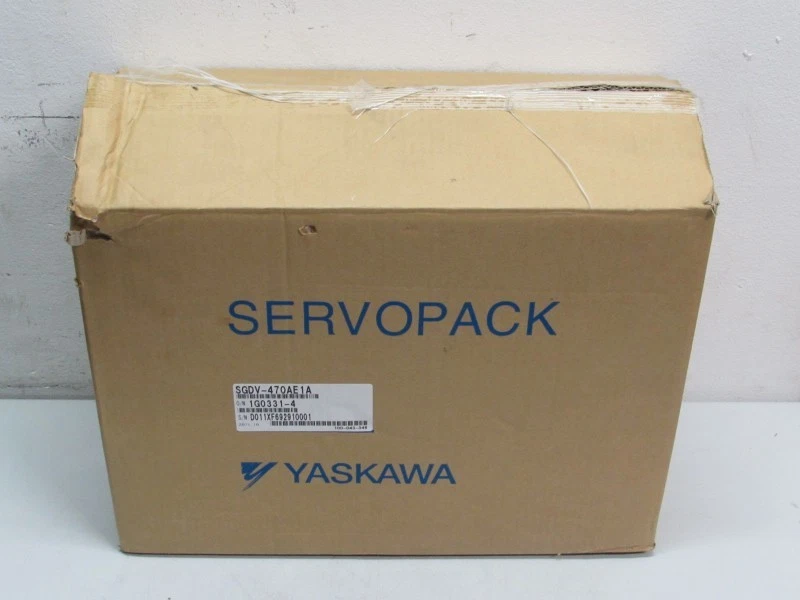 SERVOPACK
SGDV-470AE1A
O/N 1G0331-4
S/N D011XF692910001
YASKAWA